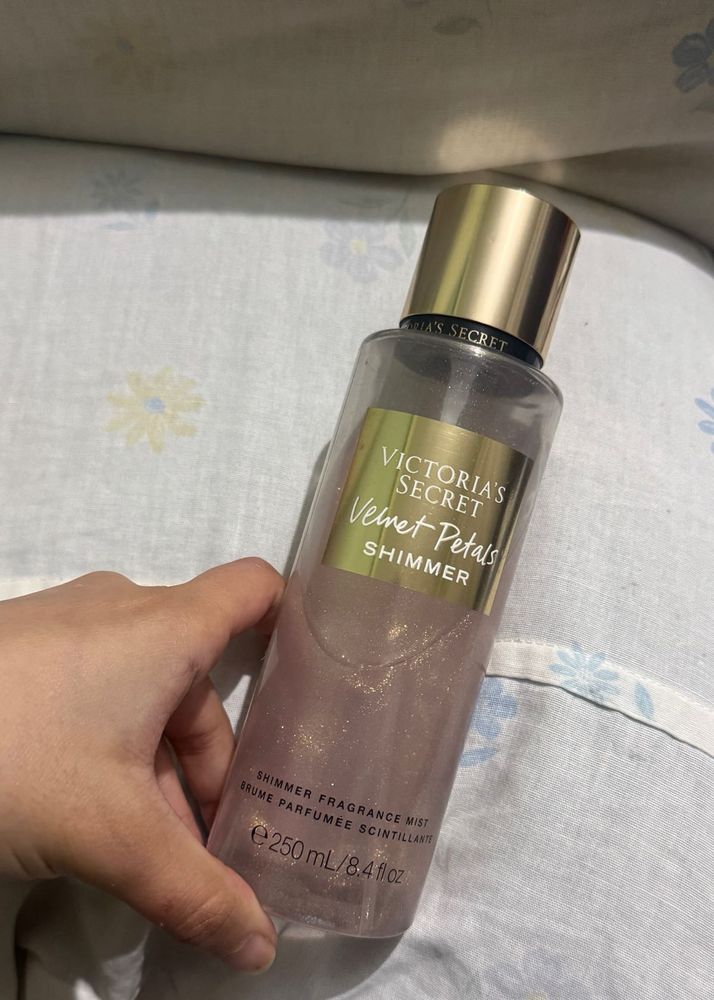 VICTORIA'S SECRET
VICTORIA'S
SECRET
Velvet Petals
SHIMMER
SHIMMER FRAGRANCE MIST
BRUME PARFUMÉE SCINTILLANTE
e 250 mL/8.4 fl oz